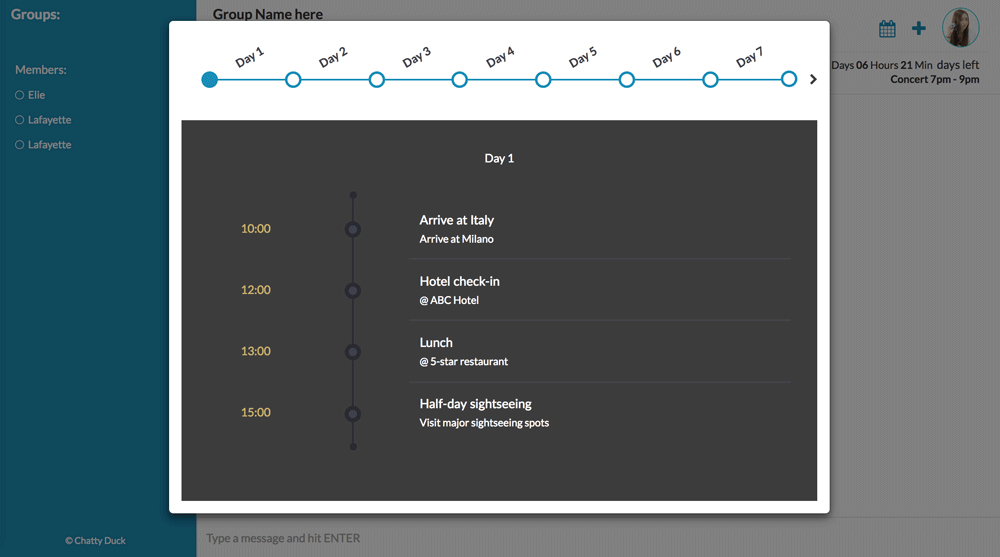 Groups:
Group Name here
Members:
Elie
Lafayette
Lafayette
Day 1
Day 2
Day 3
Day 4
Day 5
Day 6
Day 7
Days 06 Hours 21 Min days left
Concert 7pm - 9pm
Day 1
10:00
Arrive at Italy
Arrive at Milano
12:00
Hotel check-in
@ ABC Hotel
13:00
Lunch
@ 5-star restaurant
15:00
Half-day sightseeing
Visit major sightseeing spots
© Chatty Duck
Type a message and hit ENTER